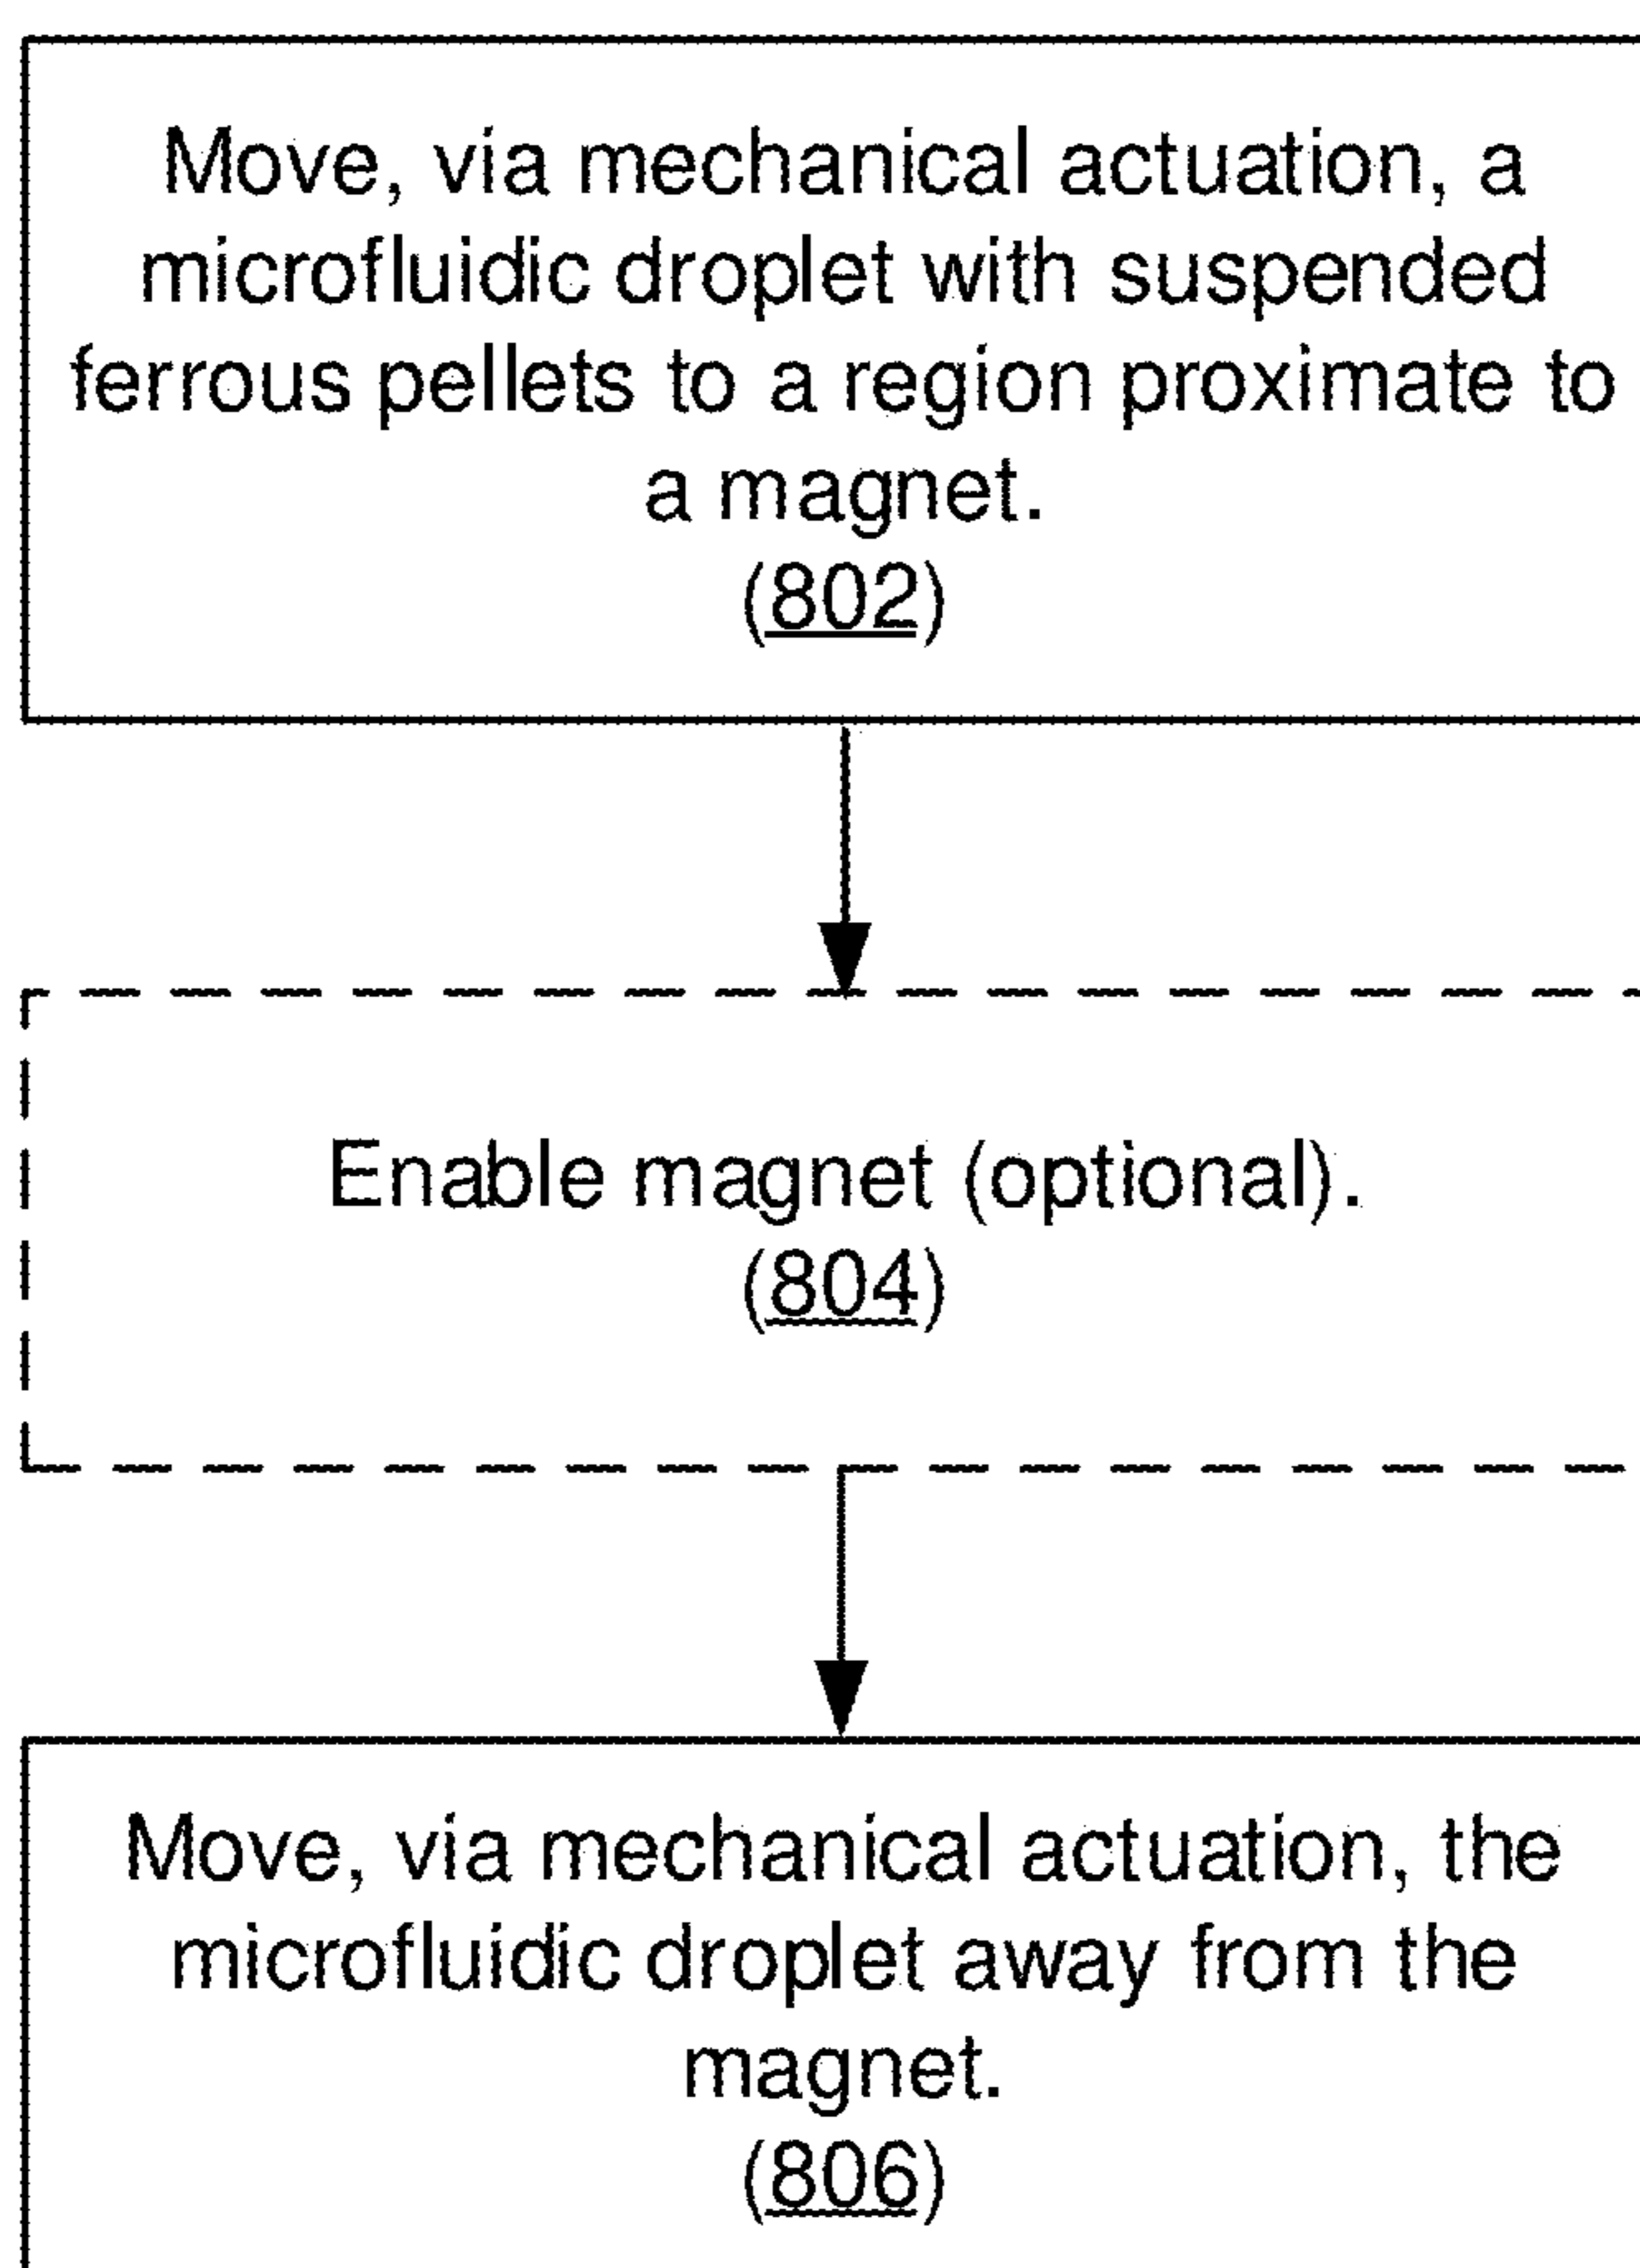 Move, via mechanical actuation, a
microfluidic droplet with suspended
ferrous pellets to a region proximate to
a magnet.
(802)
Enable magnet (optional).
(804)
Move, via mechanical actuation, the
microfluidic droplet away from the
magnet.
(806)